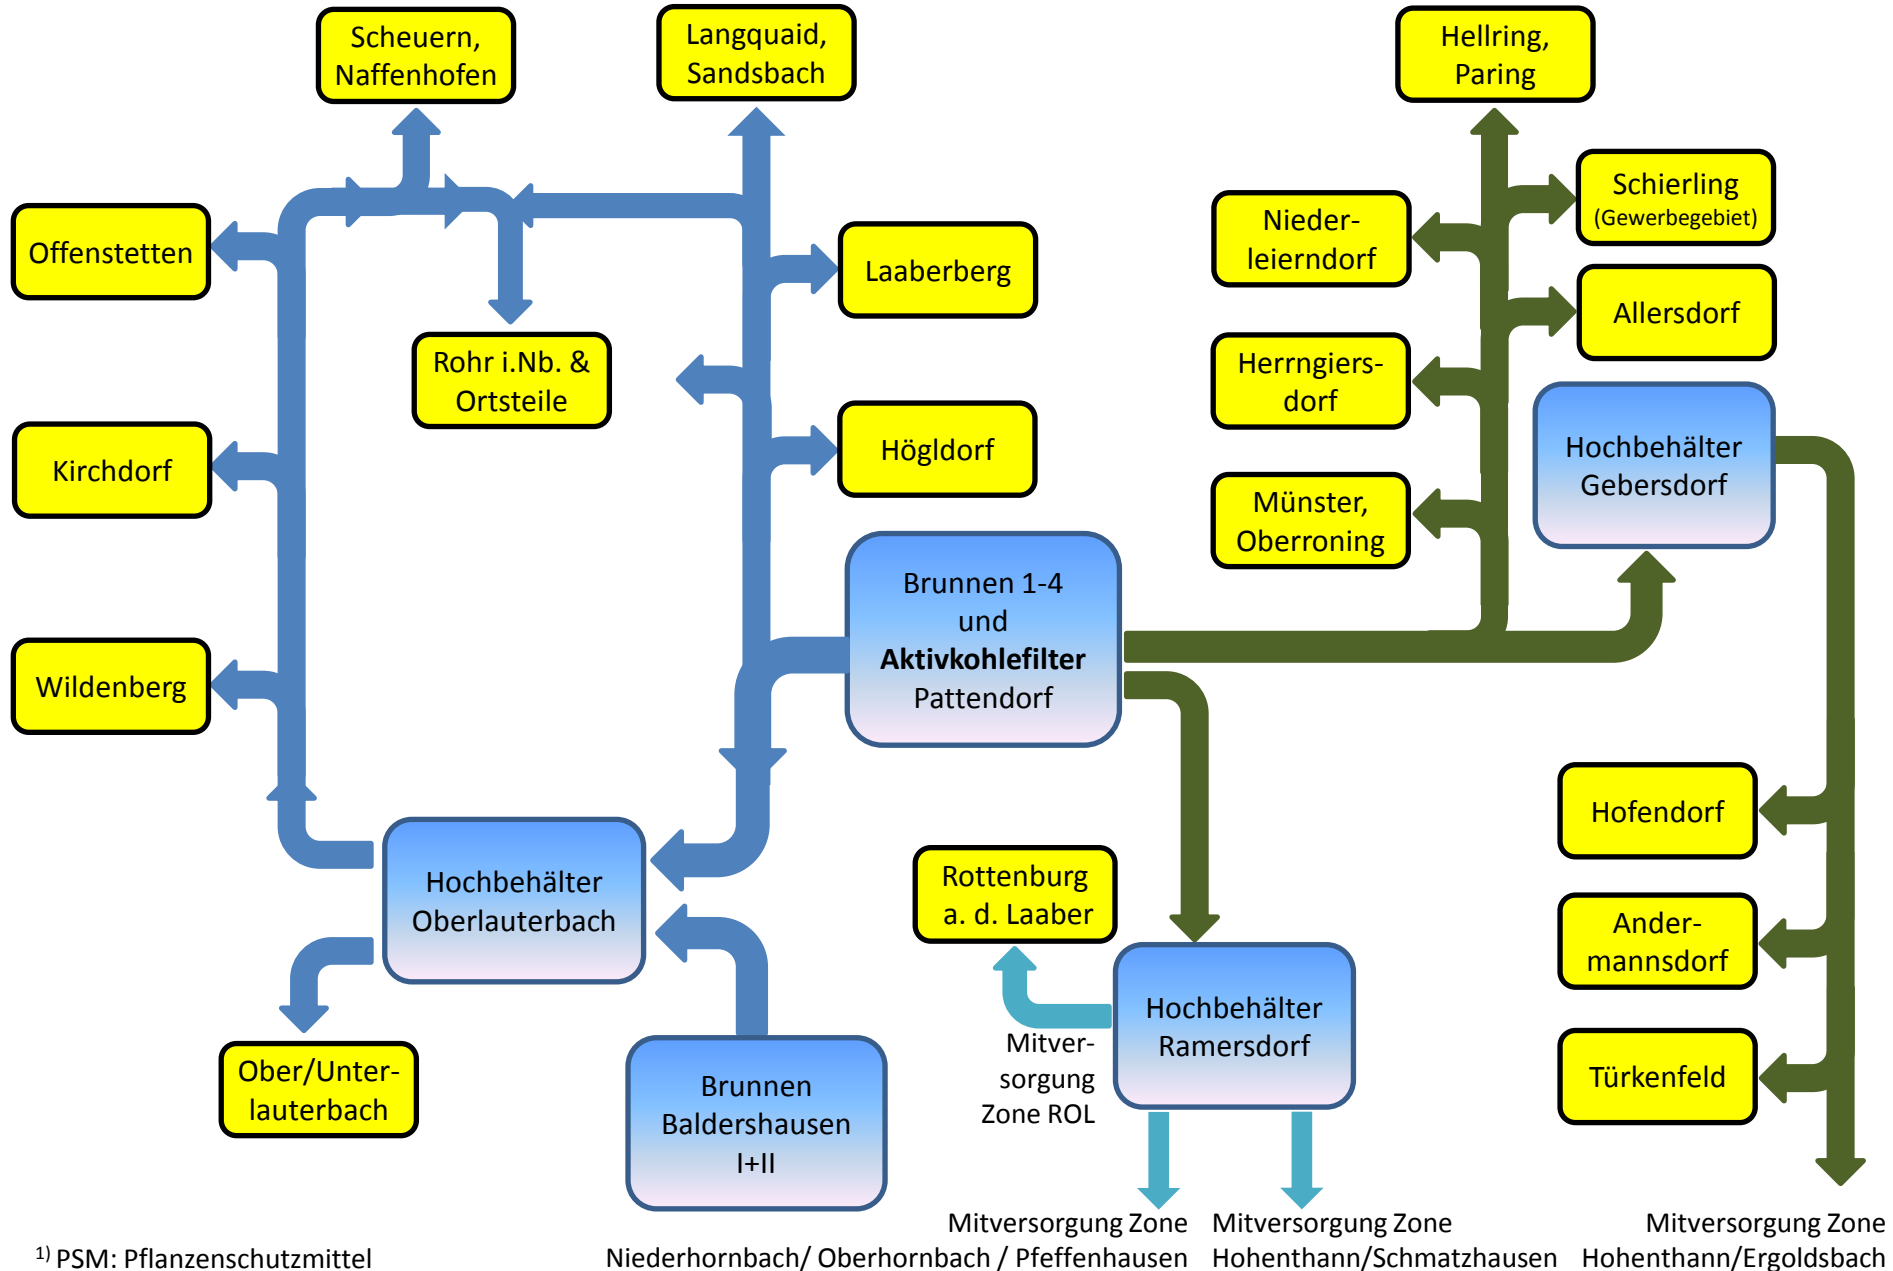 Scheuern,
Naffenhofen
Langquaid,
Sandsbach
Hellring,
Paring
Offenstetten
Laaberberg
Nieder-
leierndorf
Schierling
(Gewerbegebiet)
Allersdorf
Rohr i.Nb. &
Ortsteile
Herrngiers-
dorf
Kirchdorf
Högldorf
Hochbehälter
Gebersdorf
Münster,
Oberroning
Brunnen 1-4
und
Aktivkohlefilter
Pattendorf
Wildenberg
Hofendorf
Hochbehälter
Oberlauterbach
Rottenburg
a. d. Laaber
Ander-
mannsdorf
Hochbehälter
Ramersdorf
Mitver-
sorgung
Zone ROL
Ober/Unter-
lauterbach
Brunnen
Baldershausen
I+II
Türkenfeld
Mitversorgung Zone
Niederhornbach/ Oberhornbach / Pfeffenhausen
Mitversorgung Zone
Hohenthann/Schmatzhausen
Mitversorgung Zone
Hohenthann/Ergoldsbach
1) PSM: Pflanzenschutzmittel